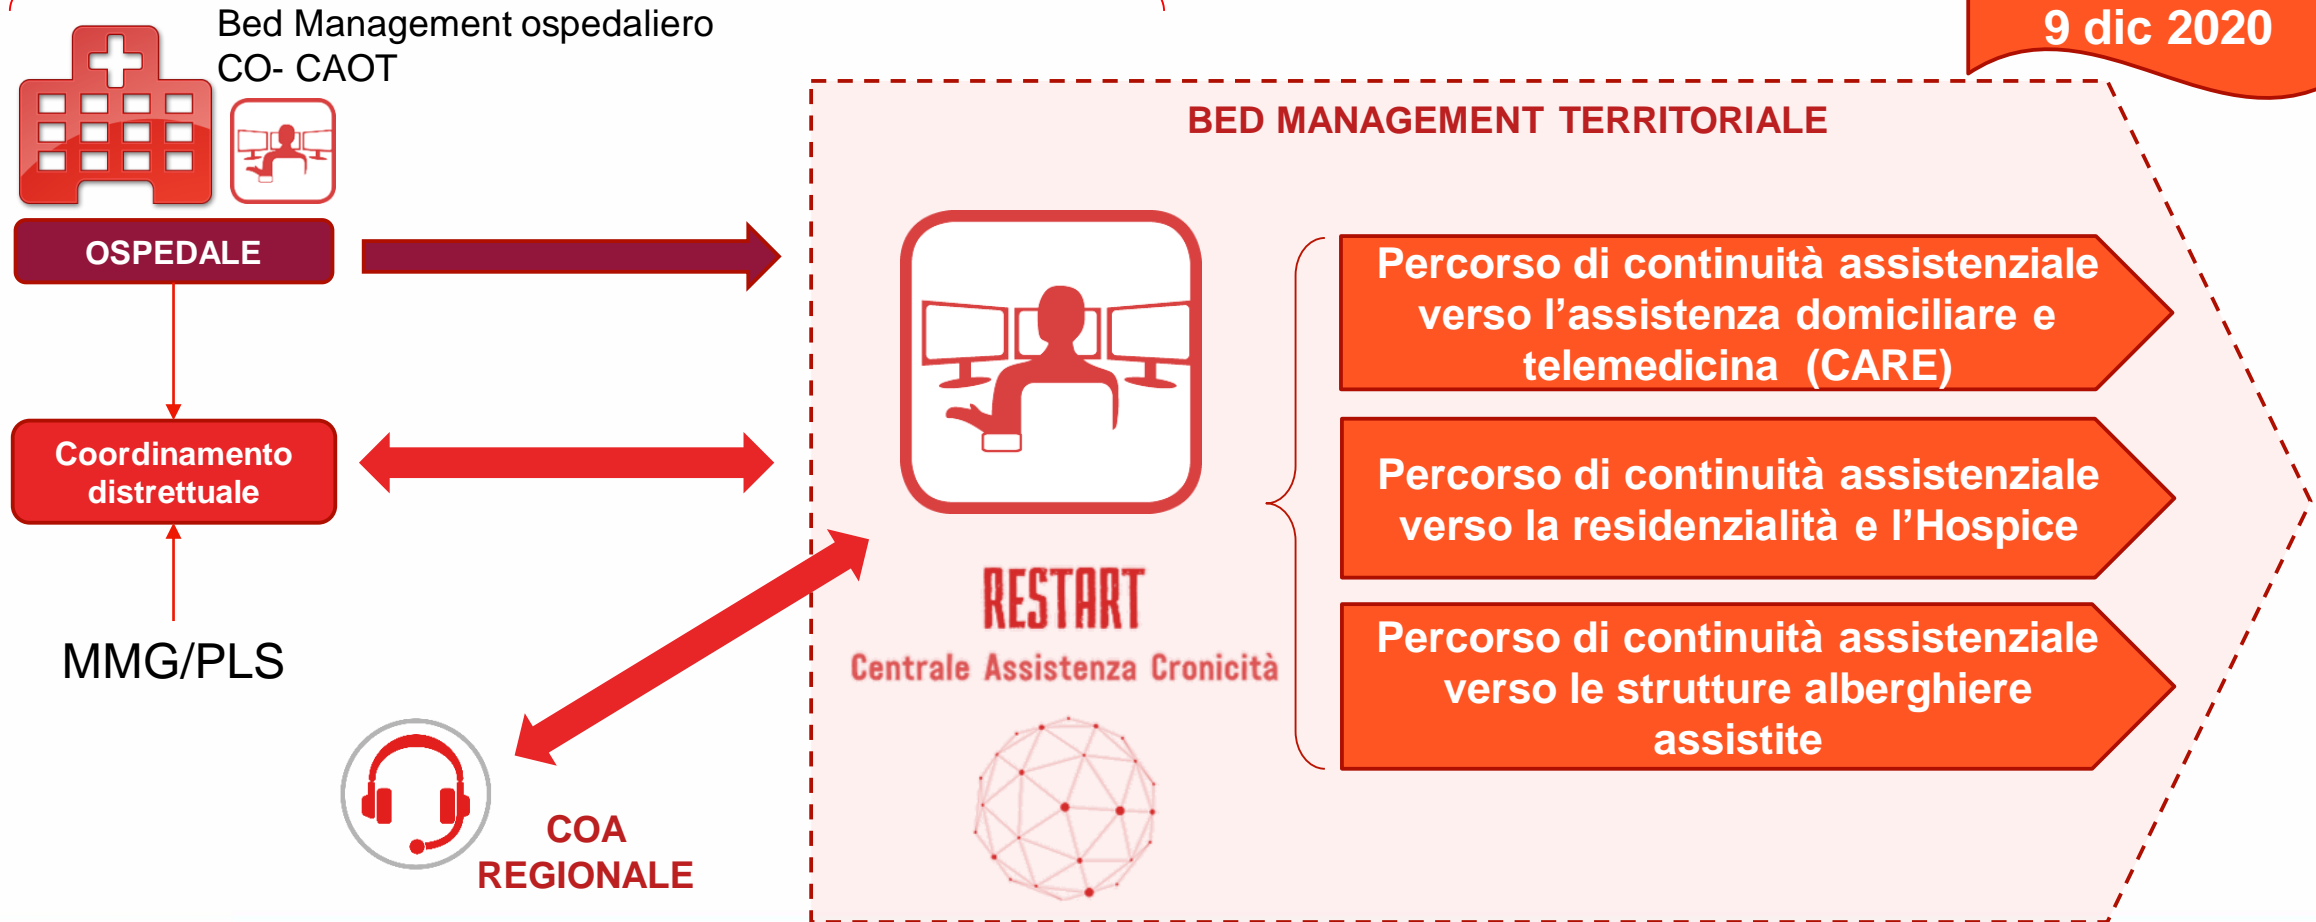 Bed Management ospedaliero
CO- CAOT
9 dic 2020
BED MANAGEMENT TERRITORIALE
OSPEDALE
Coordinamento
distrettuale
MMG/PLS
COA
REGIONALE
RESTART
Centrale Assistenza Cronicità
Percorso di continuità assistenziale
verso l’assistenza domiciliare e
telemedicina (CARE)
Percorso di continuità assistenziale
verso la residenzialità e l’Hospice
Percorso di continuità assistenziale
verso le strutture alberghiere
assistite